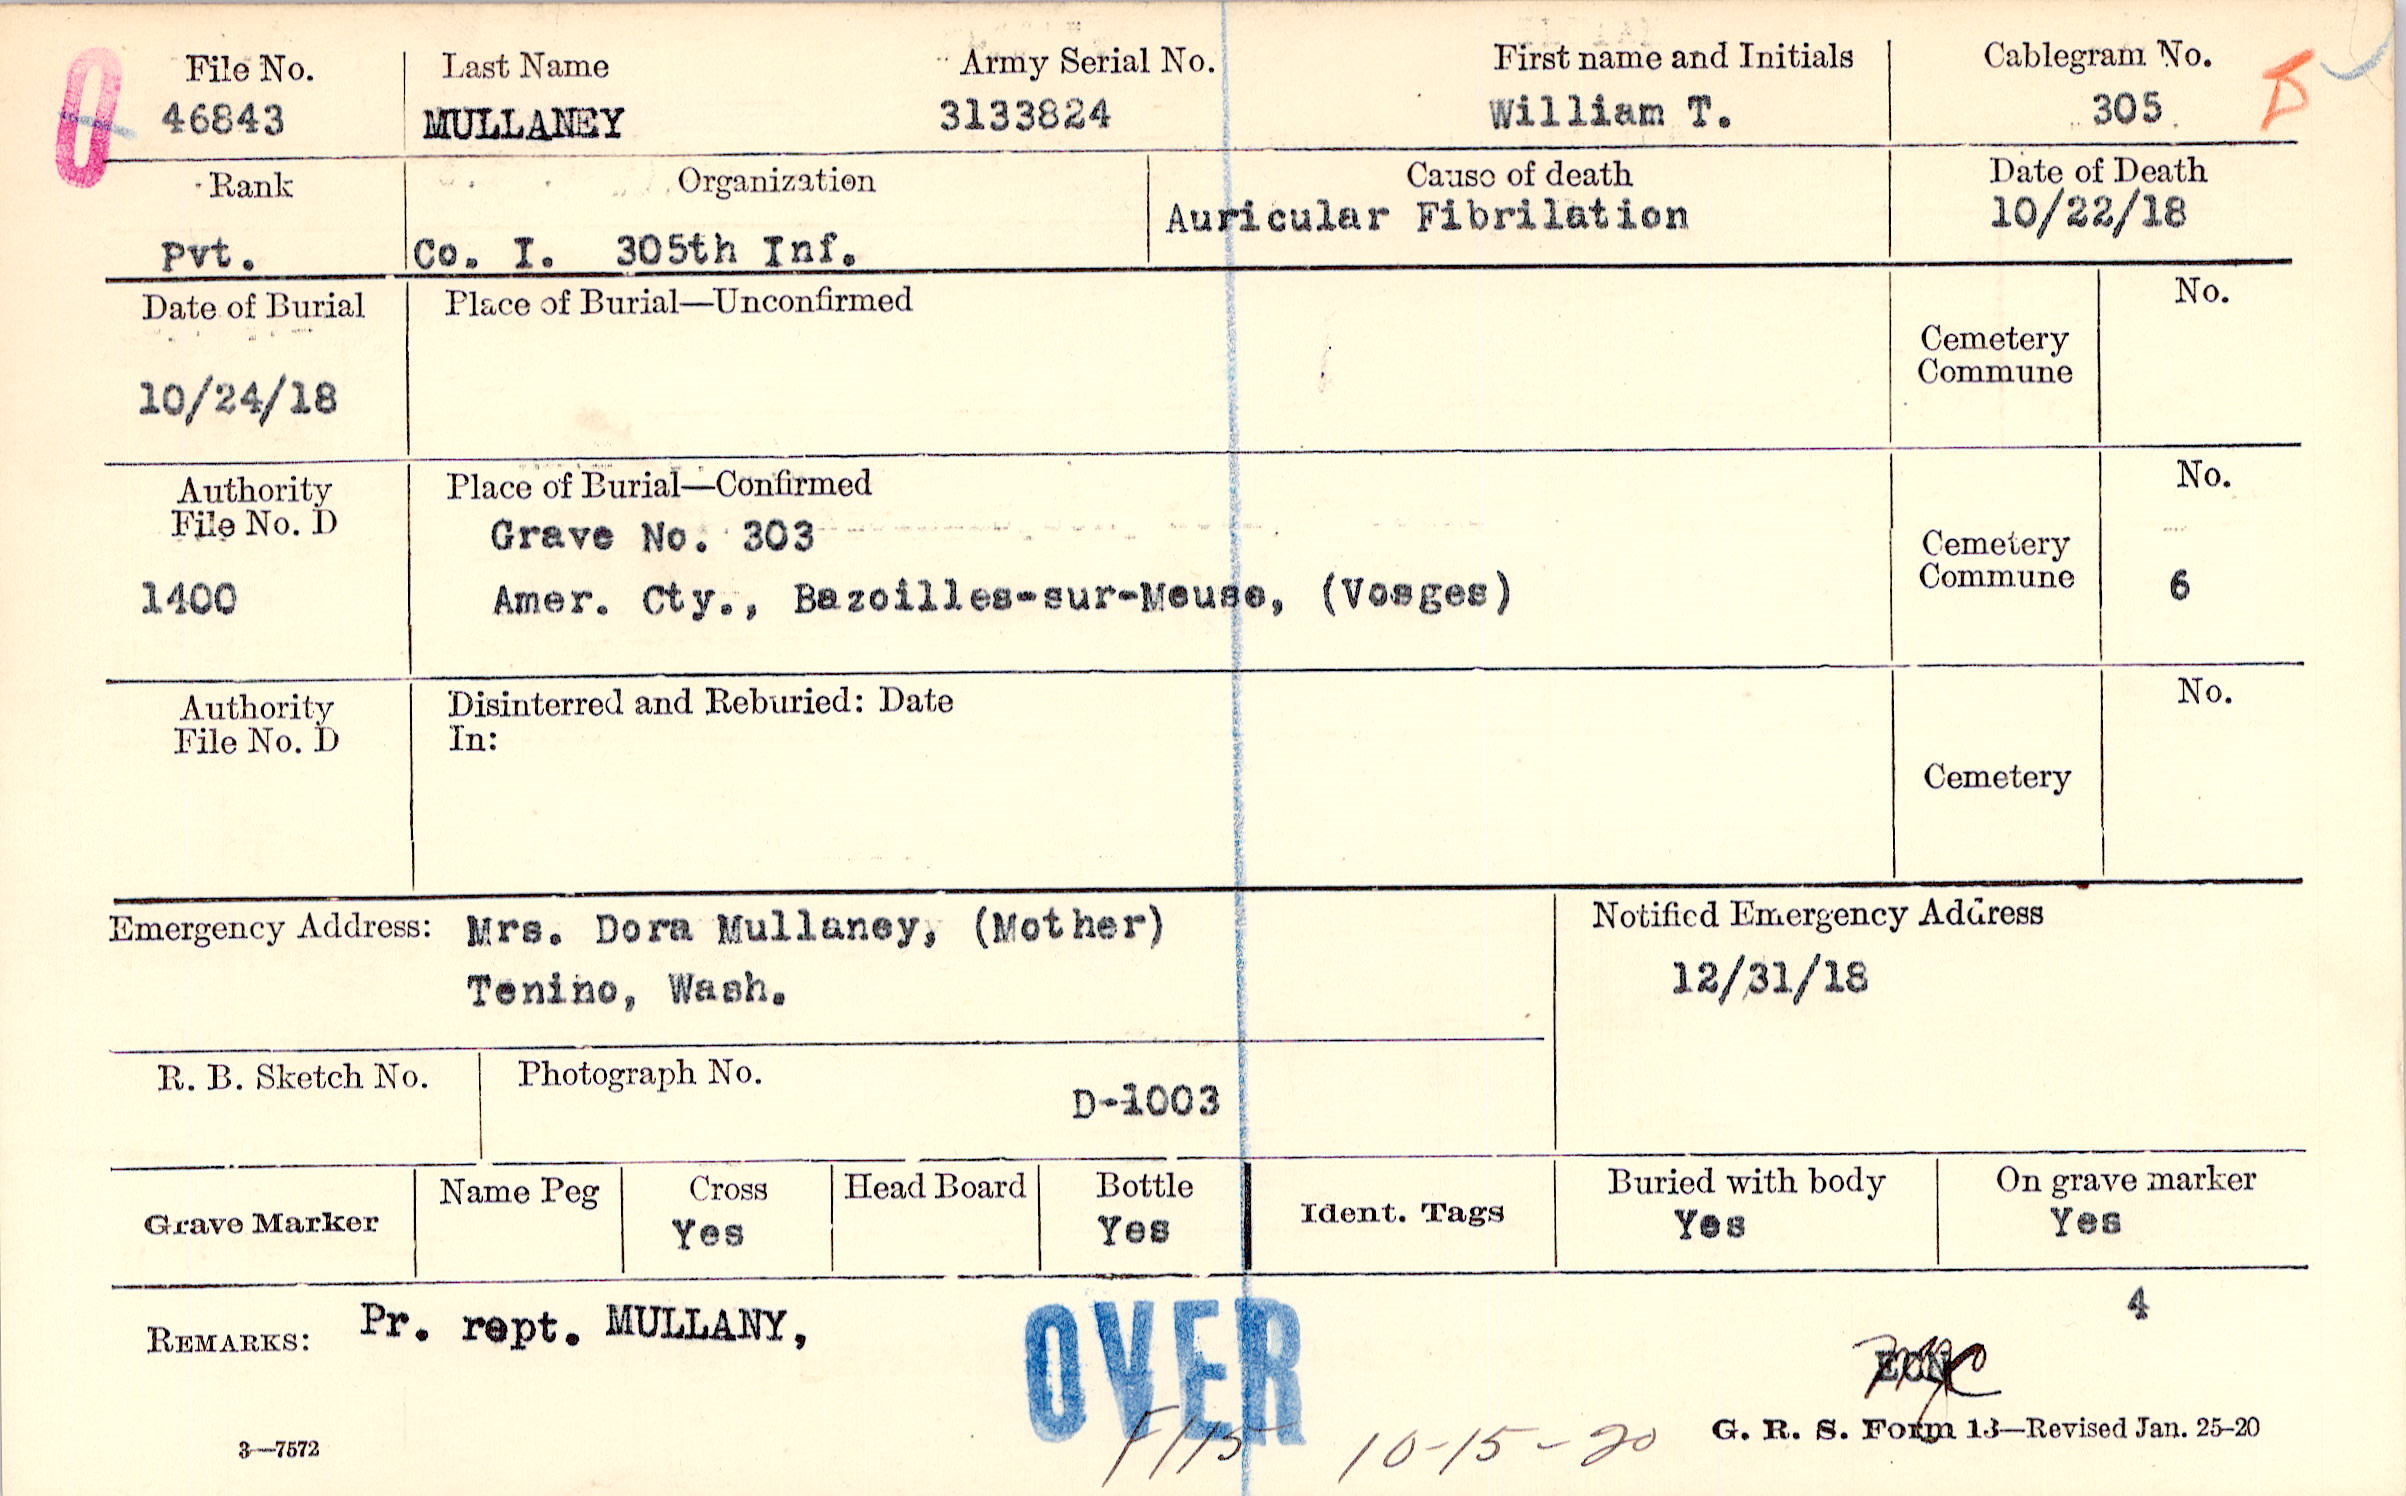 File No. Last Name Army Serial No. First name and Initials Cablegram No.
46843 MULLANEY 3133824 William T. 305
Rank Organization Cause of death Date of Death
Pvt. Co. I. 305th Inf. Auricular Fibrilation 10/22/18
Date of Burial Place of Burial—Unconfirmed No.
Cemetery
Commune
10/24/18
Authority Place of Burial—Confirmed No.
File No. D Grave No. 303 Cemetery
Commune
1400 Amer. Cty., Bazoilles-sur-Meuse, (Vosges) 6
Authority Disinterred and Reburied: Date No.
File No. D In:
Cemetery
Emergency Address: Mrs. Dora Mullaney, (Mother) Notified Emergency Address
Tenino, Wash. 12/31/18
R. B. Sketch No. Photograph No. D-1003
Grave Marker Name Peg Cross Head Board Bottle Ident. Tags Buried with body On grave marker
Yes Yes Yes Yes
4
REMARKS: Pr. rept. MULLANY,
OVER
10-15-20
G. R. S. Form 13—Revised Jan. 25-20
3—7572